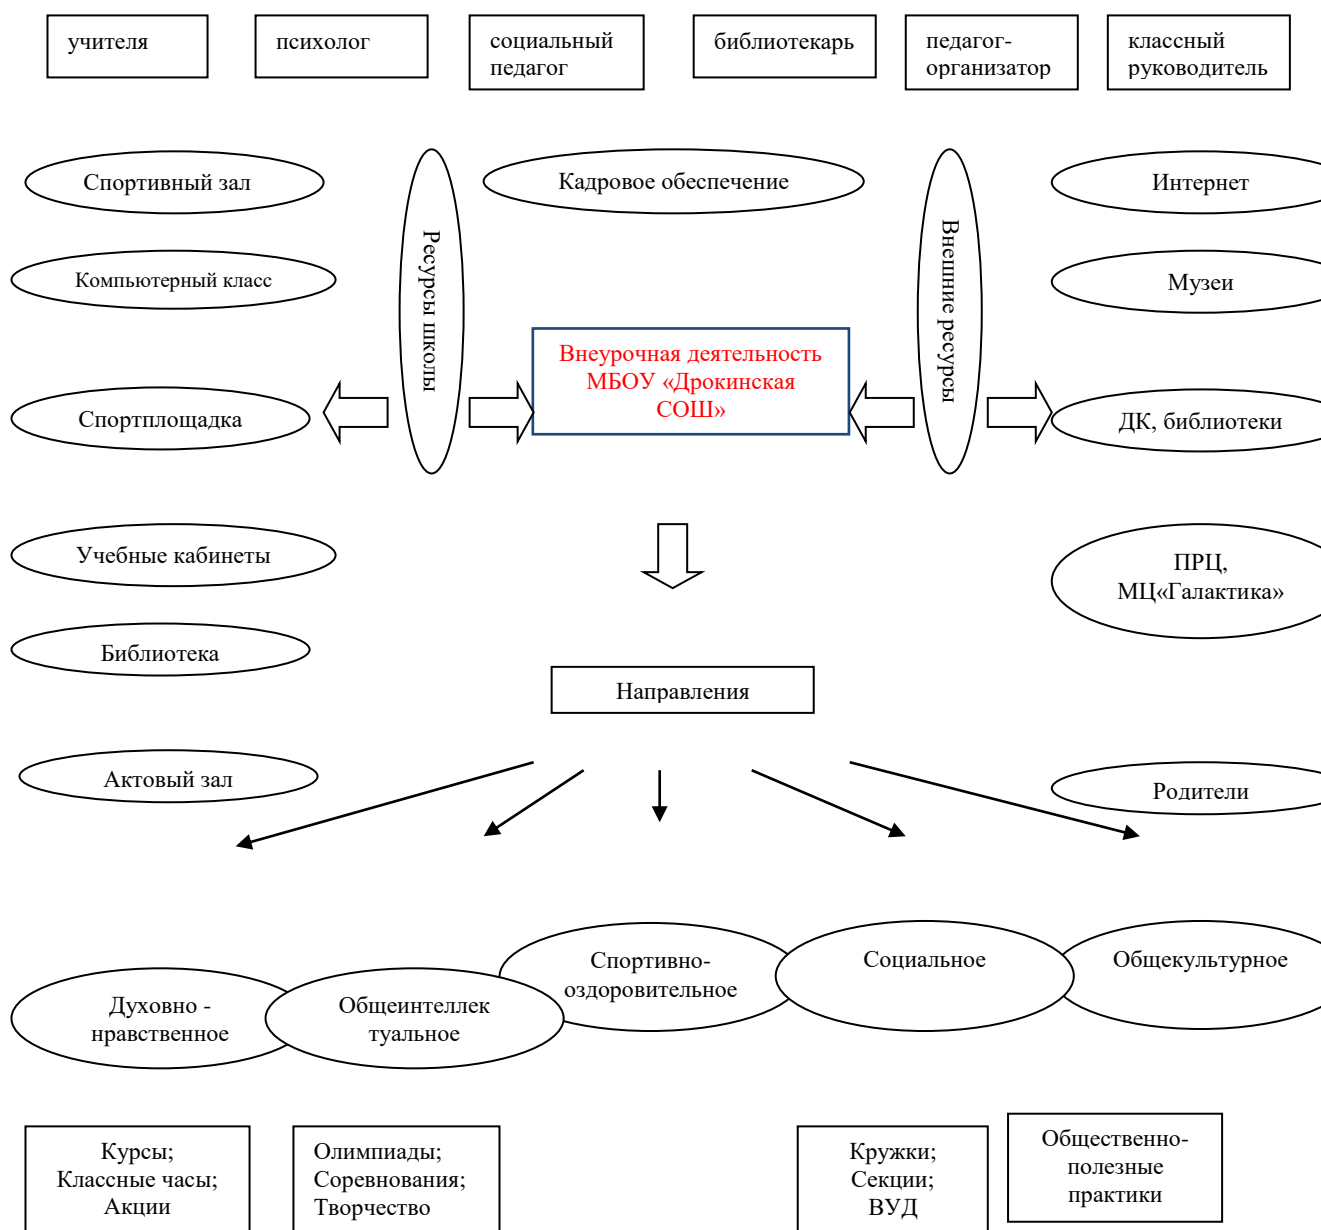 учителя
психолог
социальный
педагог
библиотекарь
педагог-
организатор
классный
руководитель
Спортивный зал
Кадровое обеспечение
Интернет
Ресурсы школы
Внешние ресурсы
Компьютерный класс
Музеи
Внеурочная деятельность
МБОУ «Дрокинская
СОШ»
Спортплощадка
ДК, библиотеки
Учебные кабинеты
ПРЦ,
МЦ«Галактика»
Библиотека
Направления
Актовый зал
Родители
Духовно -
нравственное
Общеинтеллек
туальное
Спортивно-
оздоровительное
Социальное
Общекультурное
Курсы;
Классные часы;
Акции
Олимпиады;
Соревнования;
Творчество
Кружки;
Секции;
ВУД
Общественно-
полезные
практики